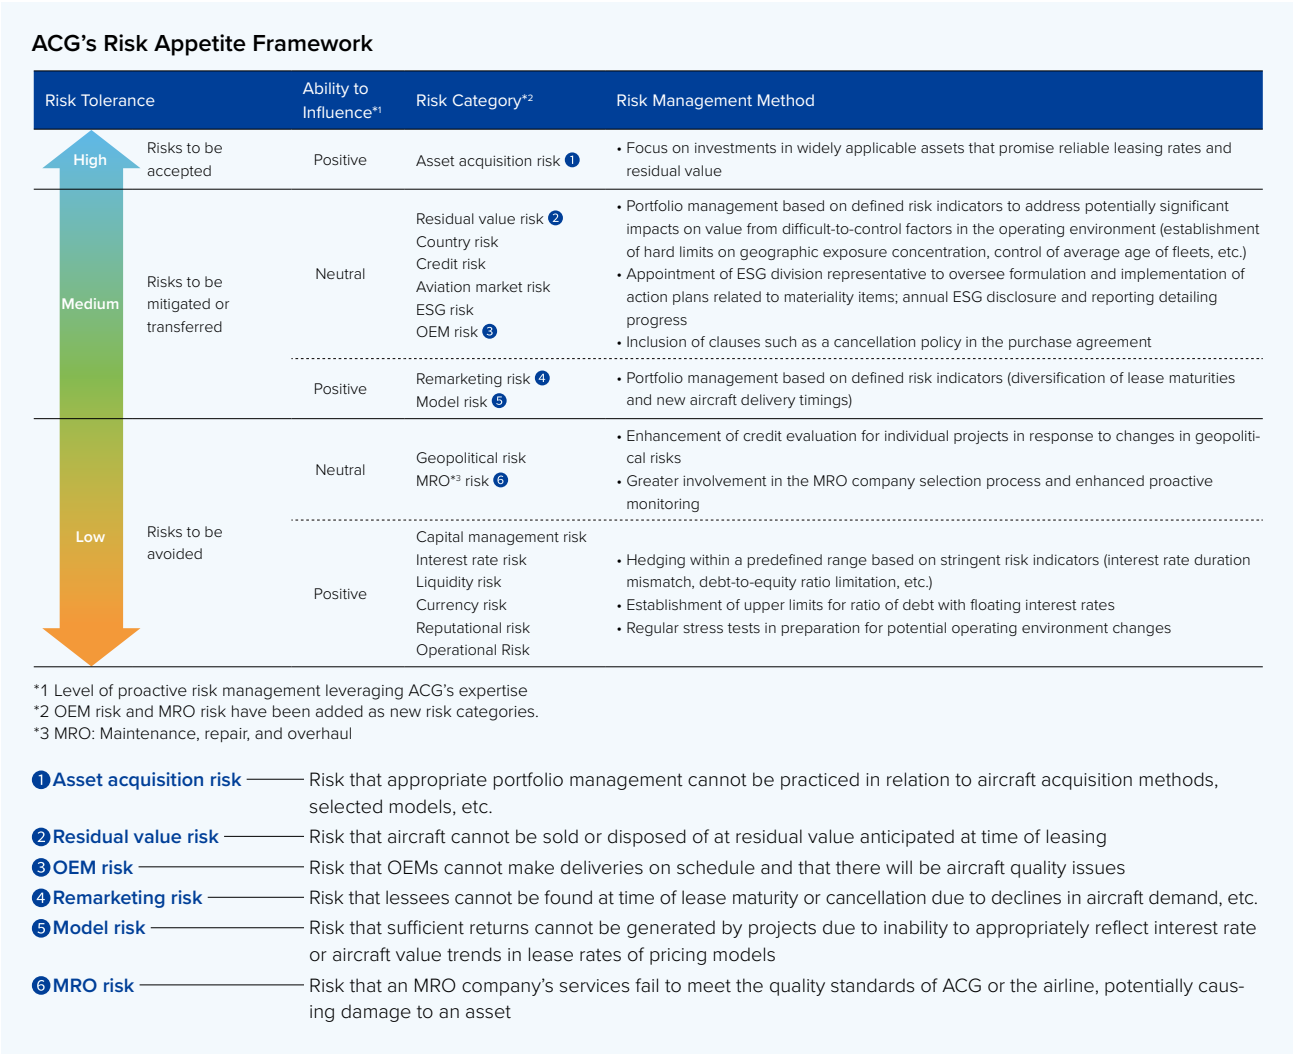 ACG's Risk Appetite Framework
Risk Tolerance
Ability to
Influence*1
Risk Category*2
Risk Management Method
High
Risks to be
accepted
Positive
Asset acquisition risk 1
• Focus on investments in widely applicable assets that promise reliable leasing rates and
residual value
Medium
Risks to be
mitigated or
transferred
Neutral
Residual value risk 2
Country risk
Credit risk
Aviation market risk
ESG risk
OEM risk 3
• Portfolio management based on defined risk indicators to address potentially significant
impacts on value from difficult-to-control factors in the operating environment (establishment
of hard limits on geographic exposure concentration, control of average age of fleets, etc.)
• Appointment of ESG division representative to oversee formulation and implementation of
action plans related to materiality items; annual ESG disclosure and reporting detailing
progress
• Inclusion of clauses such as a cancellation policy in the purchase agreement
Positive
Remarketing risk 4
Model risk 5
• Portfolio management based on defined risk indicators (diversification of lease maturities
and new aircraft delivery timings)
Low
Risks to be
avoided
Neutral
Geopolitical risk
MRO*3 risk 6
• Enhancement of credit evaluation for individual projects in response to changes in geopoliti-
cal risks
• Greater involvement in the MRO company selection process and enhanced proactive
monitoring
Positive
Capital management risk
Interest rate risk
Liquidity risk
Currency risk
Reputational risk
Operational Risk
• Hedging within a predefined range based on stringent risk indicators (interest rate duration
mismatch, debt-to-equity ratio limitation, etc.)
• Establishment of upper limits for ratio of debt with floating interest rates
• Regular stress tests in preparation for potential operating environment changes
*1 Level of proactive risk management leveraging ACG's expertise
*2 OEM risk and MRO risk have been added as new risk categories.
*3 MRO: Maintenance, repair, and overhaul
1 Asset acquisition risk
Risk that appropriate portfolio management cannot be practiced in relation to aircraft acquisition methods,
selected models, etc.
2 Residual value risk
Risk that aircraft cannot be sold or disposed of at residual value anticipated at time of leasing
3 OEM risk
Risk that OEMs cannot make deliveries on schedule and that there will be aircraft quality issues
4 Remarketing risk
Risk that lessees cannot be found at time of lease maturity or cancellation due to declines in aircraft demand, etc.
5 Model risk
Risk that sufficient returns cannot be generated by projects due to inability to appropriately reflect interest rate
or aircraft value trends in lease rates of pricing models
6 MRO risk
Risk that an MRO company's services fail to meet the quality standards of ACG or the airline, potentially caus-
ing damage to an asset